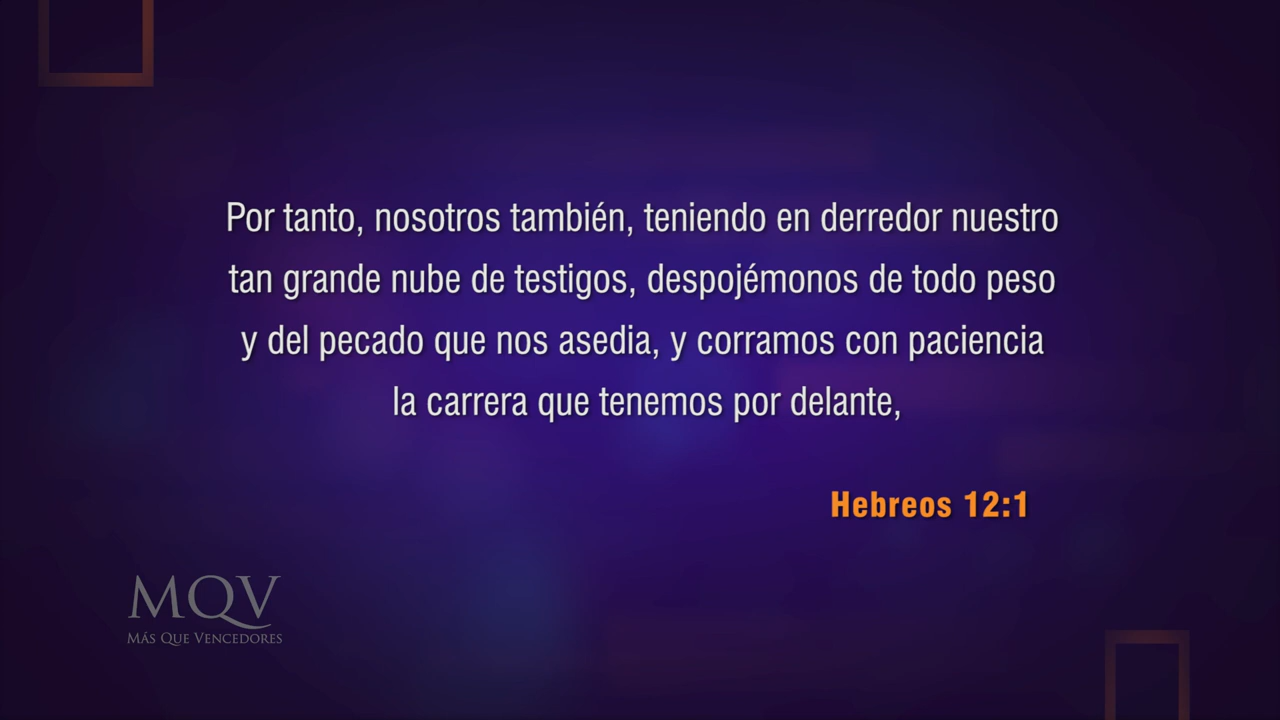 Por tanto, nosotros también, teniendo en derredor nuestro
tan grande nube de testigos, despojémonos de todo peso
y del pecado que nos asedia, y corramos con paciencia
la carrera que tenemos por delante,
Hebreos 12:1
MQV
Más Que Vencedores